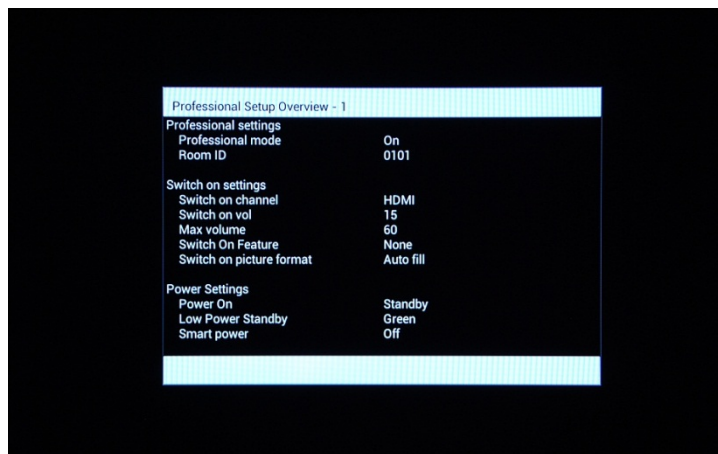 Professional Setup Overview - 1
Professional settings
Professional mode On
Room ID 0101
Switch on settings
Switch on channel HDMI
Switch on vol 15
Max volume 60
Switch On Feature None
Switch on picture format Auto fill
Power Settings
Power On Standby
Low Power Standby Green
Smart power Off